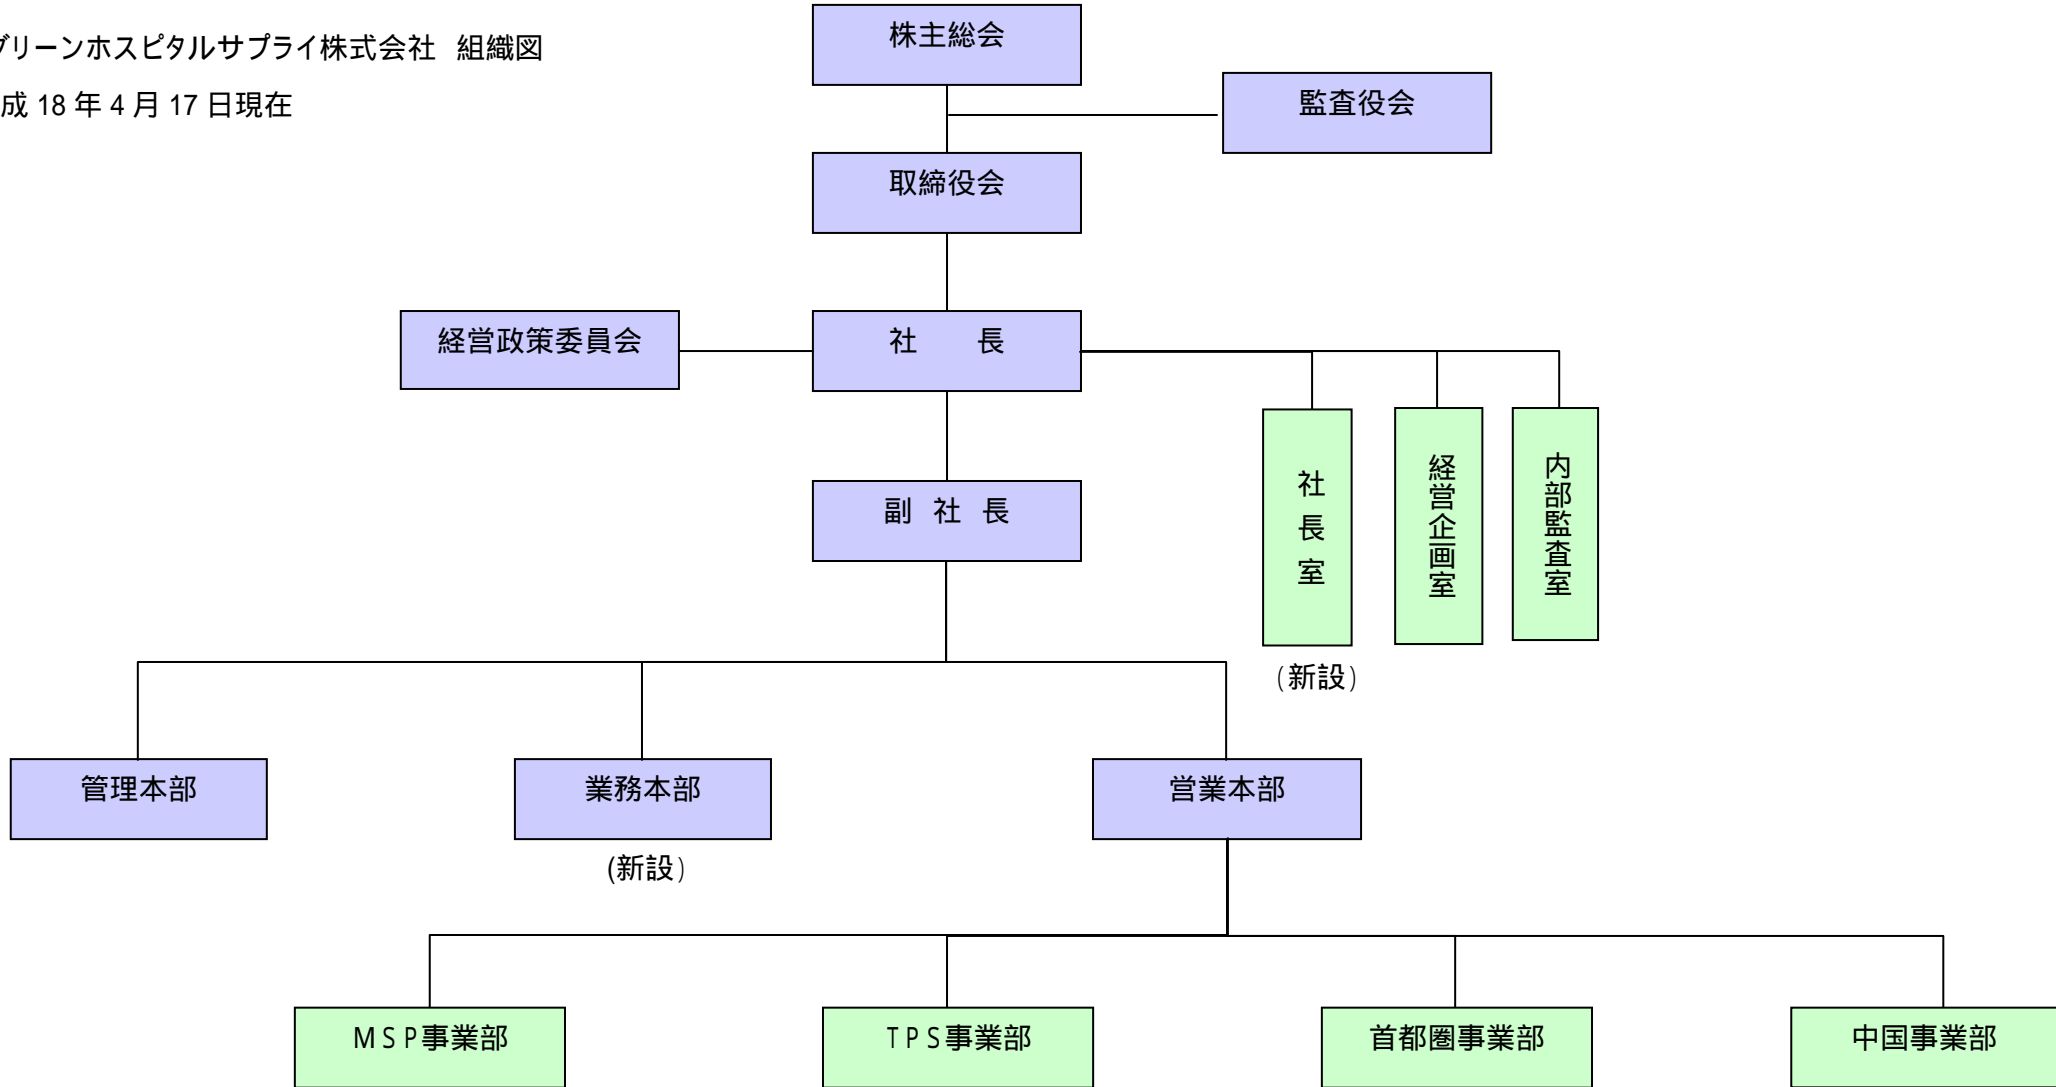 グリーンホスピタルサプライ株式会社 組織図
成 18 年 4 月 17 日現在
株主総会
監査役会
取締役会
経営政策委員会
社 長
副 社 長
社長室
経営企画室
内部監査室
（新設）
管理本部
業務本部
営業本部
(新設）
ＭＳＰ事業部
ＴＰＳ事業部
首都圏事業部
中国事業部